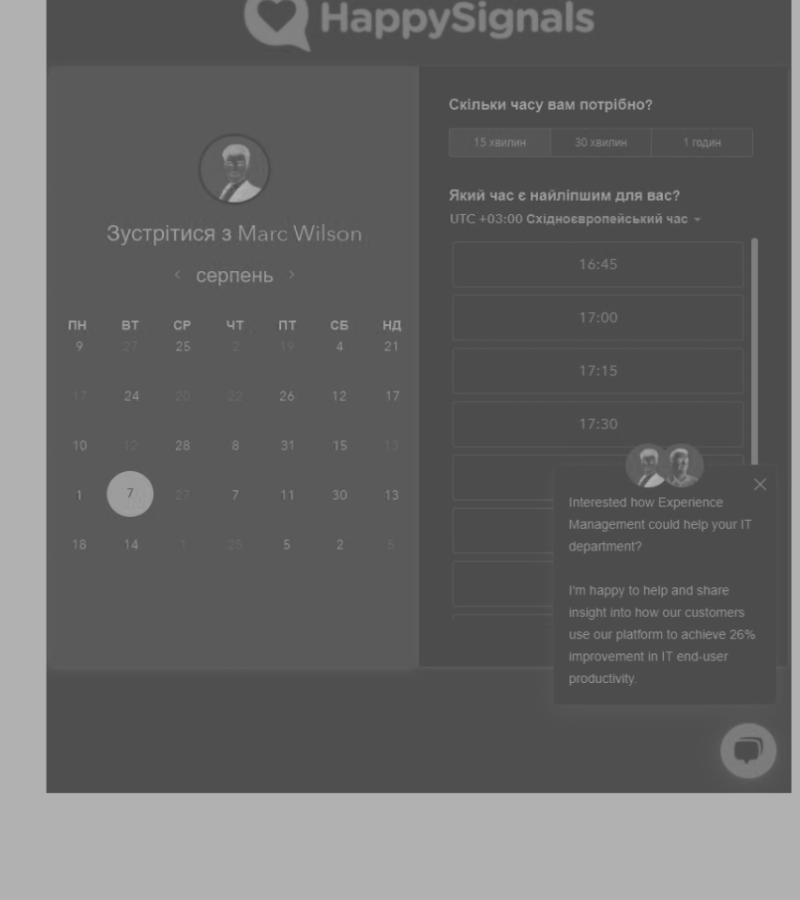 HappySignals
Зустрітися з Marc Wilson
серпень
ПН ВТ СР ЧТ ПТ СБ НД
9 27 25 2 19 4 21
17 24 20 22 26 12 17
10 12 28 8 31 15 13
1 7 27 7 11 30 13
18 14 1 25 5 2 5
Скільки часу вам потрібно?
15 хвилин 30 хвилин 1 годин
Який час є найліпшим для вас?
UTC +03:00 Східноєвропейський час
16:45
17:00
17:15
17:30
Interested how Experience
Management could help your IT
department?
I'm happy to help and share
insight into how our customers
use our platform to achieve 26%
improvement in IT end-user
productivity.